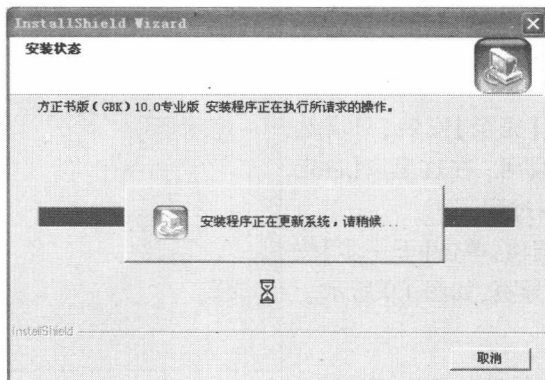 InstallShield Wizard
安装状态
方正书版（GBK）10.0专业版 安装程序正在执行所请求的操作。
安装程序正在更新系统，请稍候...
InstallShield
取消